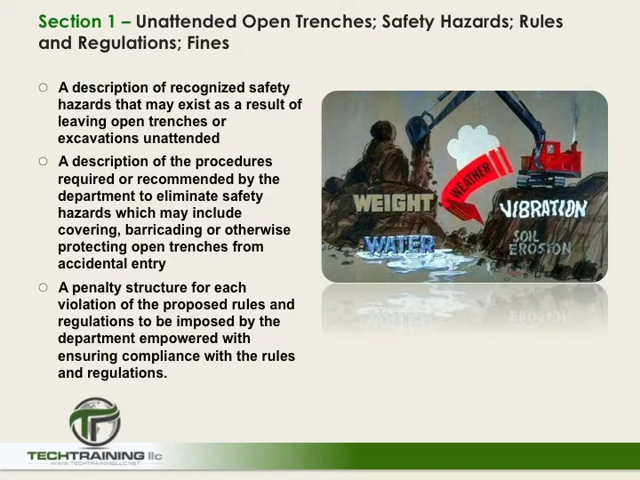 Section 1 – Unattended Open Trenches; Safety Hazards; Rules
and Regulations; Fines
A description of recognized safety
hazards that may exist as a result of
leaving open trenches or
excavations unattended
A description of the procedures
required or recommended by the
department to eliminate safety
hazards which may include
covering, barricading or otherwise
protecting open trenches from
accidental entry
A penalty structure for each
violation of the proposed rules and
regulations to be imposed by the
department empowered with
ensuring compliance with the rules
and regulations.
WEATHER
WEIGHT
VIBRATION
WATER
SOIL
EROSION
TECHTRAINING llc
WWW.TECHTRAININGLLC.NET